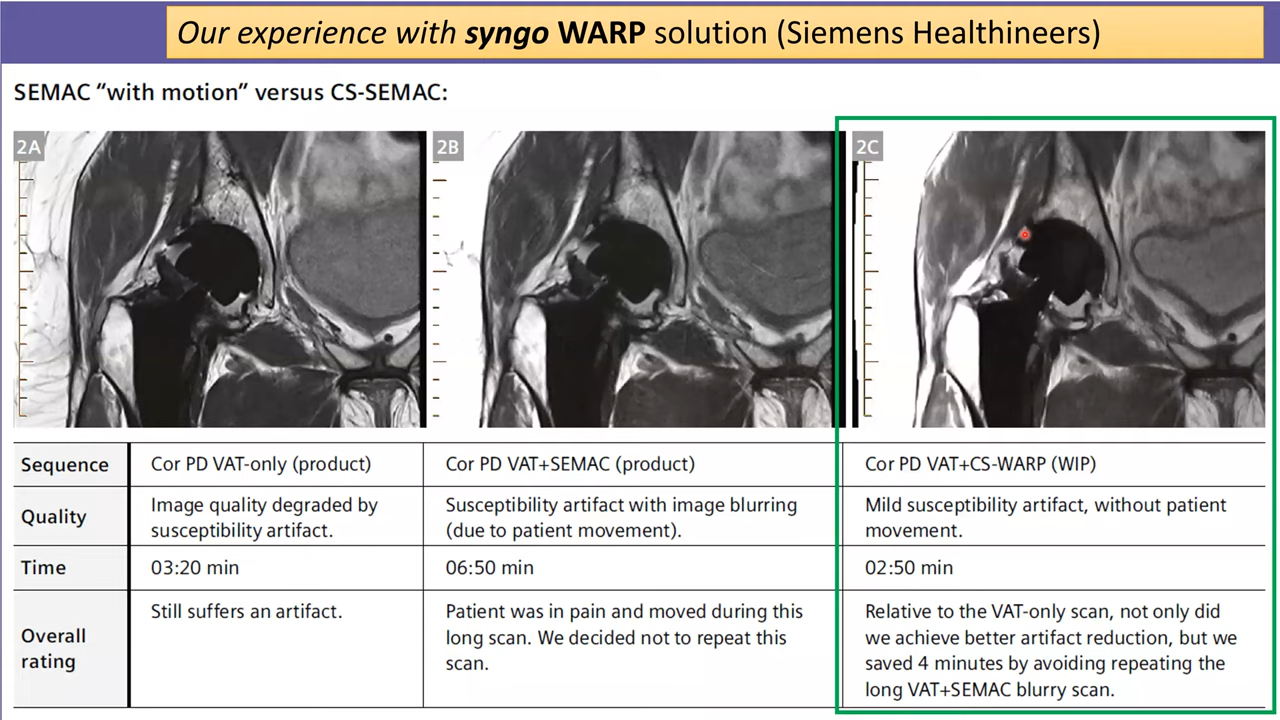 Our experience with syngo WARP solution (Siemens Healthineers)
SEMAC “with motion” versus CS-SEMAC:
2A
2B
2C
Sequence
Cor PD VAT-only (product)
Cor PD VAT+SEMAC (product)
Cor PD VAT+CS-WARP (WIP)
Quality
Image quality degraded by
susceptibility artifact.
Susceptibility artifact with image blurring
(due to patient movement).
Mild susceptibility artifact, without patient
movement.
Time
03:20 min
06:50 min
02:50 min
Overall
rating
Still suffers an artifact.
Patient was in pain and moved during this
long scan. We decided not to repeat this
scan.
Relative to the VAT-only scan, not only did
we achieve better artifact reduction, but we
saved 4 minutes by avoiding repeating the
long VAT+SEMAC blurry scan.